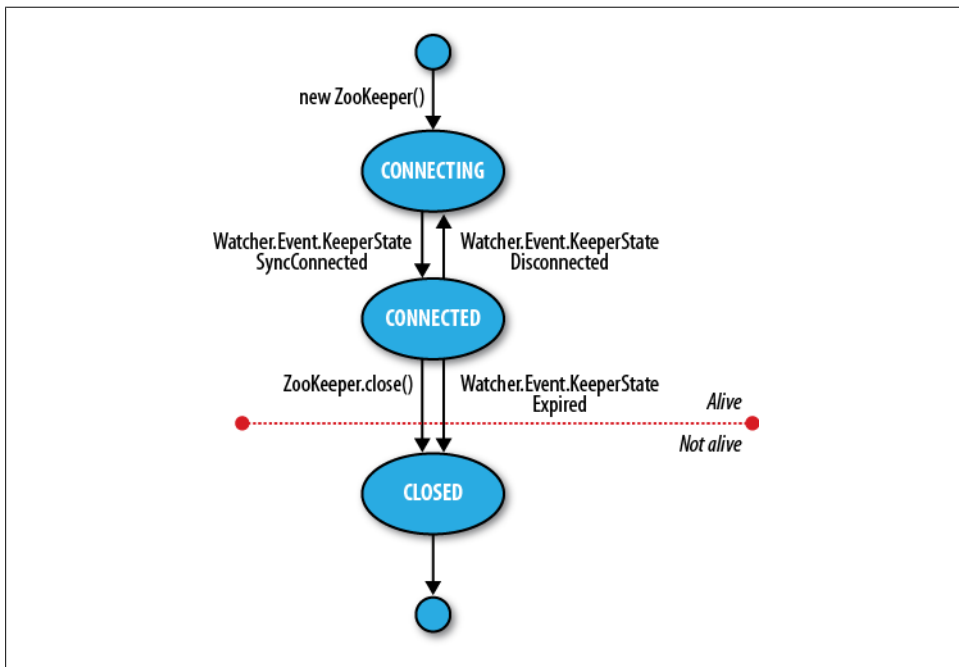 new ZooKeeper()
CONNECTING
Watcher.Event.KeeperState
SyncConnected
Watcher.Event.KeeperState
Disconnected
CONNECTED
ZooKeeper.close()
Watcher.Event.KeeperState
Expired
Alive
Not alive
CLOSED